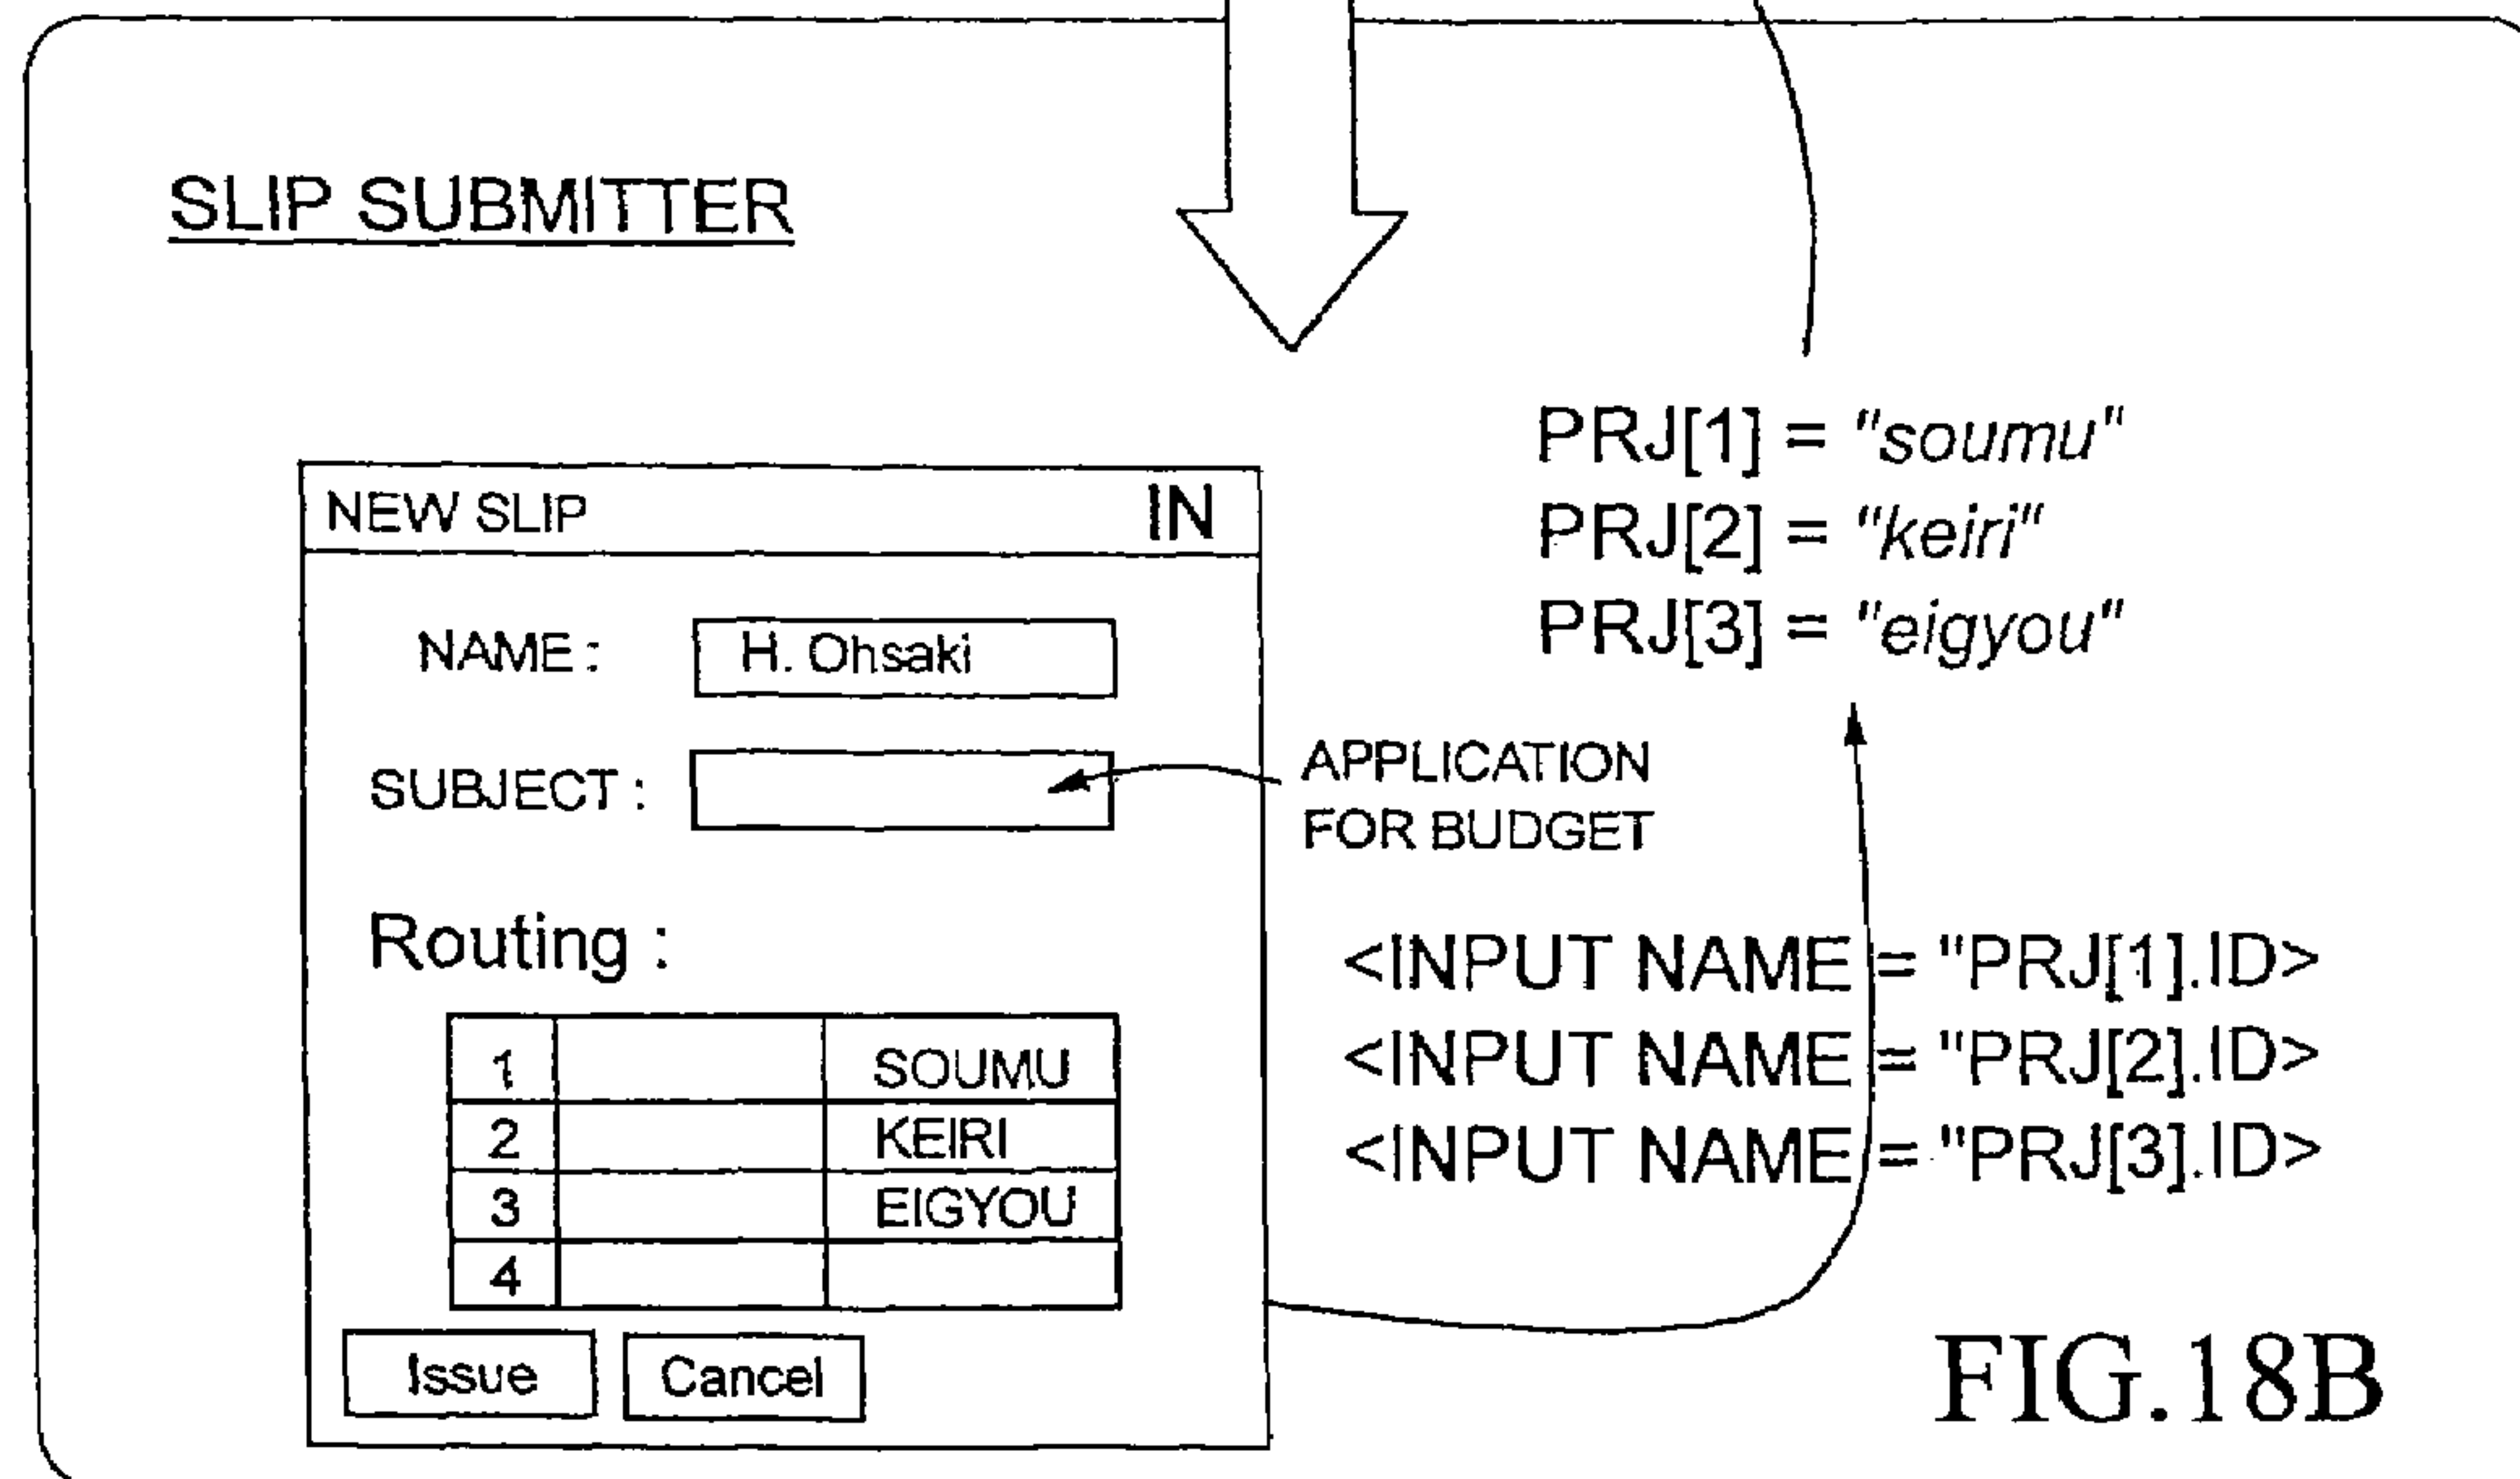 SLIP SUBMITTER
NEW SLIP IN
NAME : H. Ohsaki
SUBJECT :
Routing :
1 SOUMU
2 KEIRI
3 EIGYOU
4
Issue Cancel
PRJ[1] = "soumu"
PRJ[2] = "keiri"
PRJ[3] = "eigyou"
APPLICATION
FOR BUDGET
<INPUT NAME = "PRJ[1].ID>
<INPUT NAME = "PRJ[2].ID>
<INPUT NAME = "PRJ[3].ID>
FIG.18B